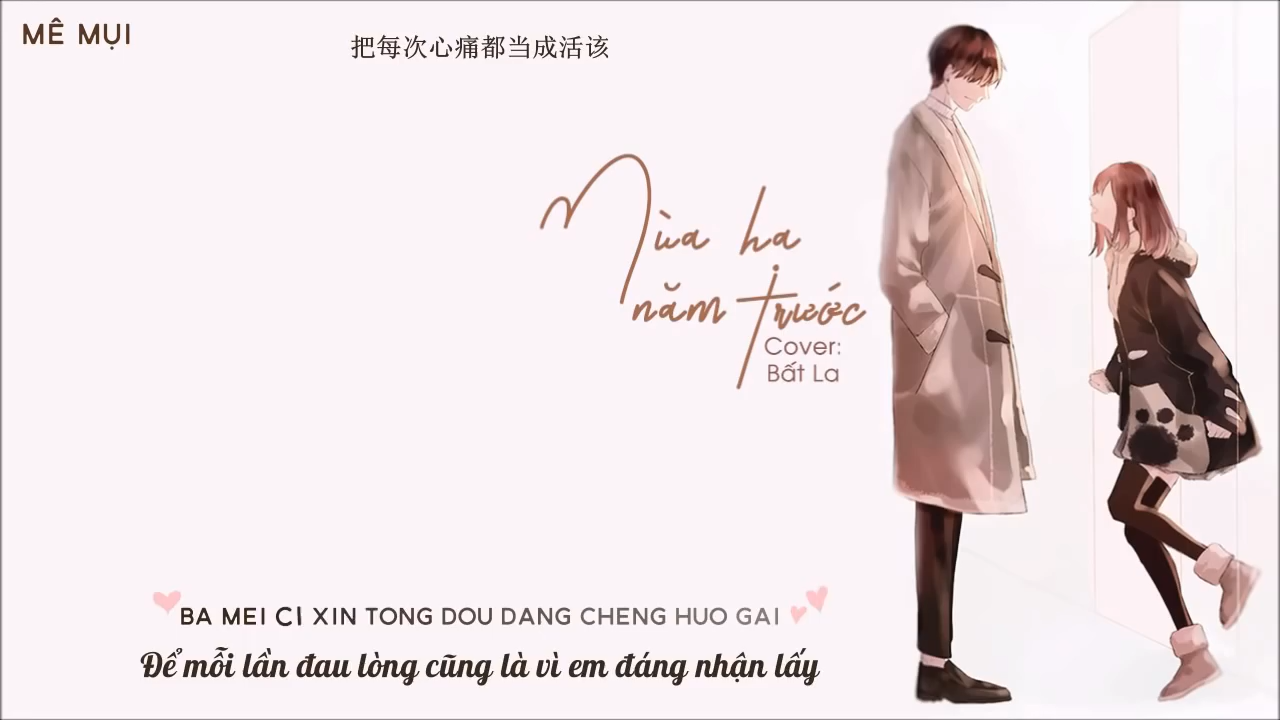 MÊ MỤI
把每次心痛都当成活该
Mùa hạ
năm trước
Cover:
Bất La
BA MEI CI XIN TONG DOU DANG CHENG HUO GAI
Để mỗi lần đau lòng cũng là vì em đáng nhận lấy